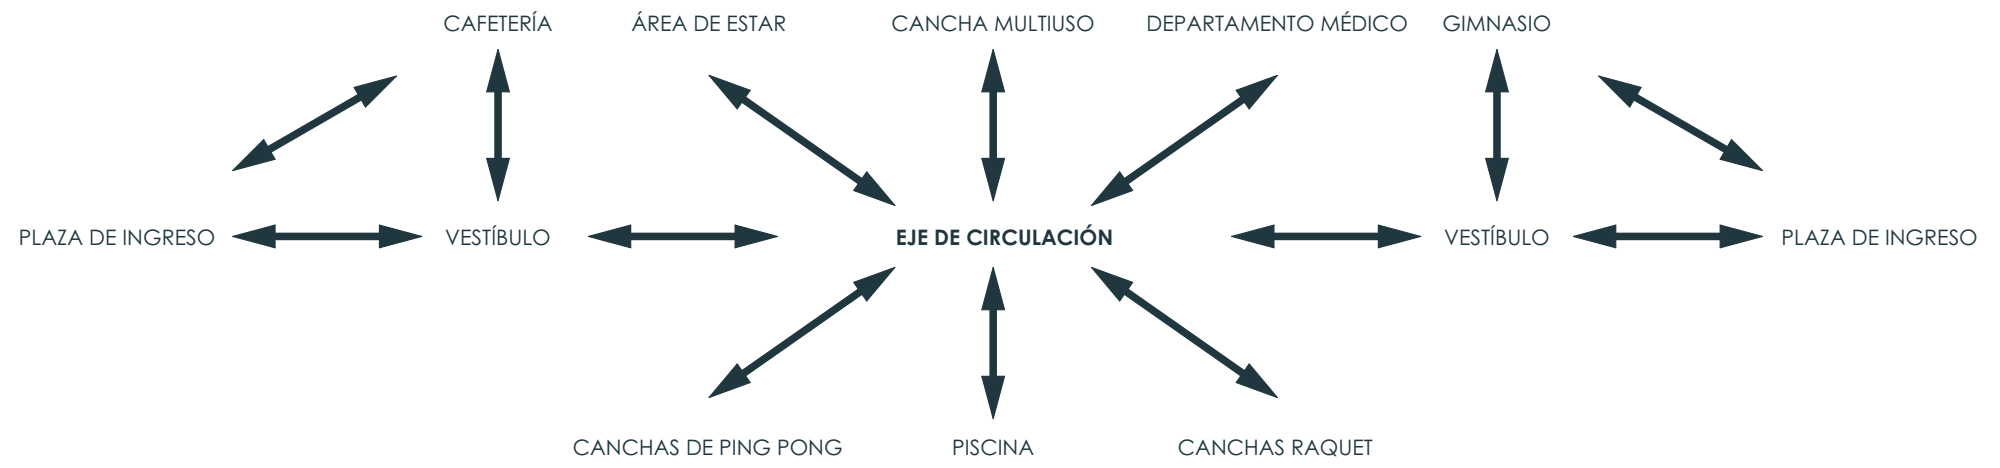 CAFETERÍA
ÁREA DE ESTAR
CANCHA MULTIUSO
DEPARTAMENTO MÉDICO
GIMNASIO
PLAZA DE INGRESO
VESTÍBULO
EJE DE CIRCULACIÓN
VESTÍBULO
PLAZA DE INGRESO
CANCHAS DE PING PONG
PISCINA
CANCHAS RAQUET